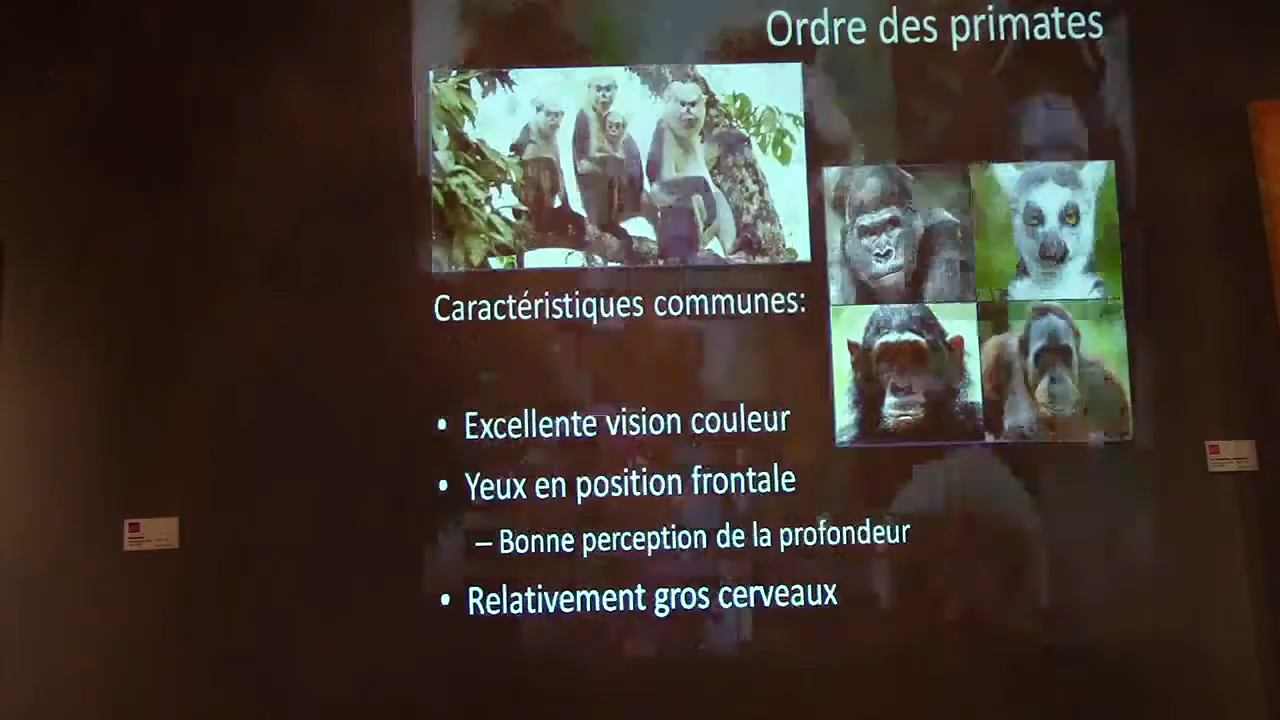 Ordre des primates
Caractéristiques communes:
• Excellente vision couleur
• Yeux en position frontale
– Bonne perception de la profondeur
• Relativement gros cerveaux